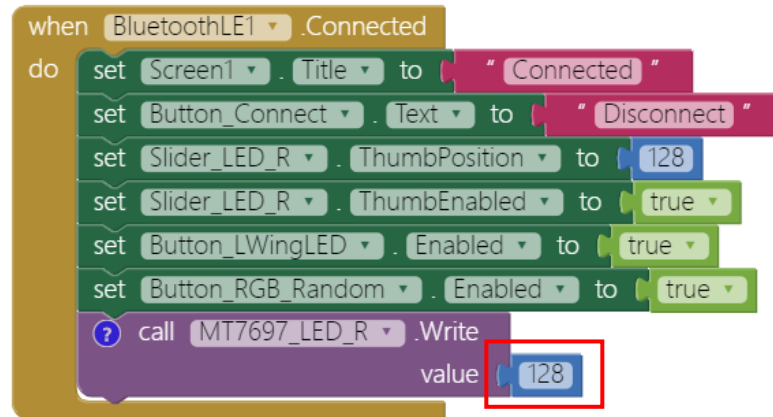 when BluetoothLE1 .Connected
do set Screen1 . Title to " Connected "
set Button_Connect . Text to " Disconnect "
set Slider_LED_R . ThumbPosition to 128
set Slider_LED_R . ThumbEnabled to true
set Button_LWingLED . Enabled to true
set Button_RGB_Random . Enabled to true
? call MT7697_LED_R .Write
value 128